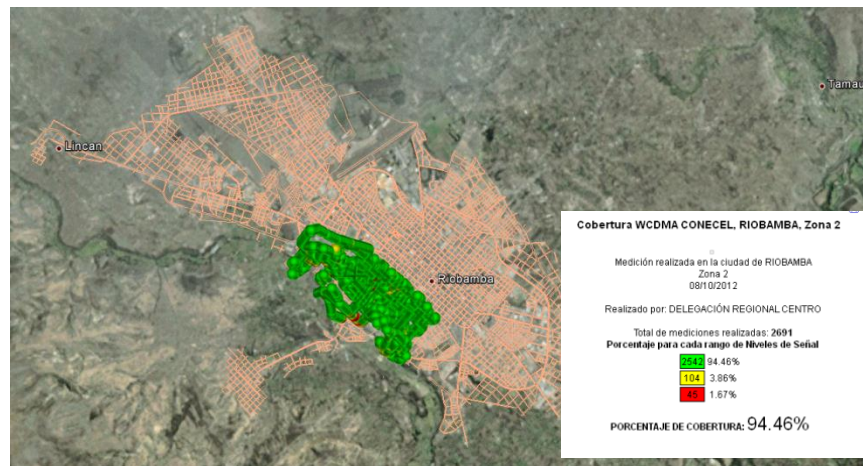 Tamau
Lincan
Riobamba
Cobertura WCDMA CONECEL, RIOBAMBA, Zona 2
Medición realizada en la ciudad de RIOBAMBA
Zona 2
08/10/2012
Realizado por: DELEGACIÓN REGIONAL CENTRO
Total de mediciones realizadas: 2691
Porcentaje para cada rango de Niveles de Señal
2542 94.46%
104 3.86%
45 1.67%
PORCENTAJE DE COBERTURA: 94.46%